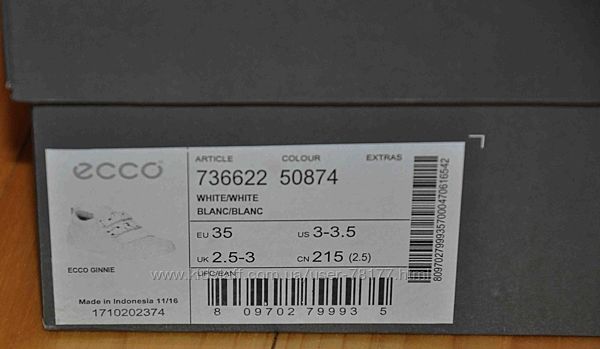 ecco
ARTICLE COLOUR EXTRAS
736622 50874
WHITE/WHITE
BLANC/BLANC
EU 35 US 3-3.5
UK 2.5-3 CN 215 (2.5)
UPC/EAN
8 09702 79993 5
ECCO GINNIE
Made in Indonesia 11/16
1710202374
8097027999357000470616542